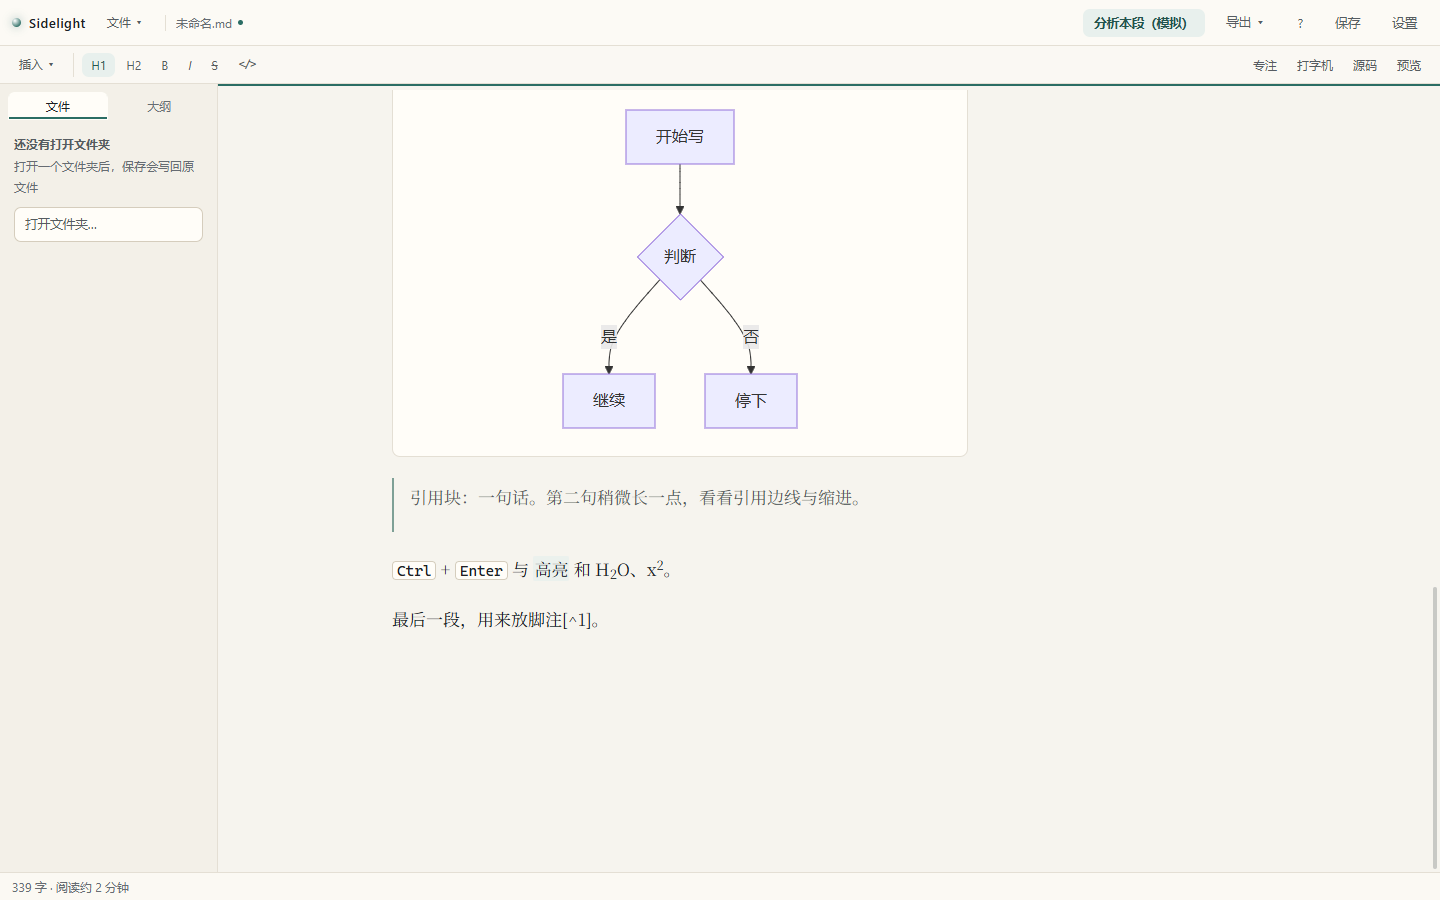 Sidelight 文件 ▾ 未命名.md ● 分析本段（模拟） 导出 ▾ ? 保存 设置
插入 ▾ H1 H2 B I S </> 专注 打字机 源码 预览
文件 大纲
还没有打开文件夹
打开一个文件夹后，保存会写回原
文件
打开文件夹...
开始写
判断
是 否
继续 停下
引用块：一句话。第二句稍微长一点，看看引用边线与缩进。
Ctrl + Enter 与 高亮 和 H₂O、x²。
最后一段，用来放脚注[^1]。
339 字 · 阅读约 2 分钟